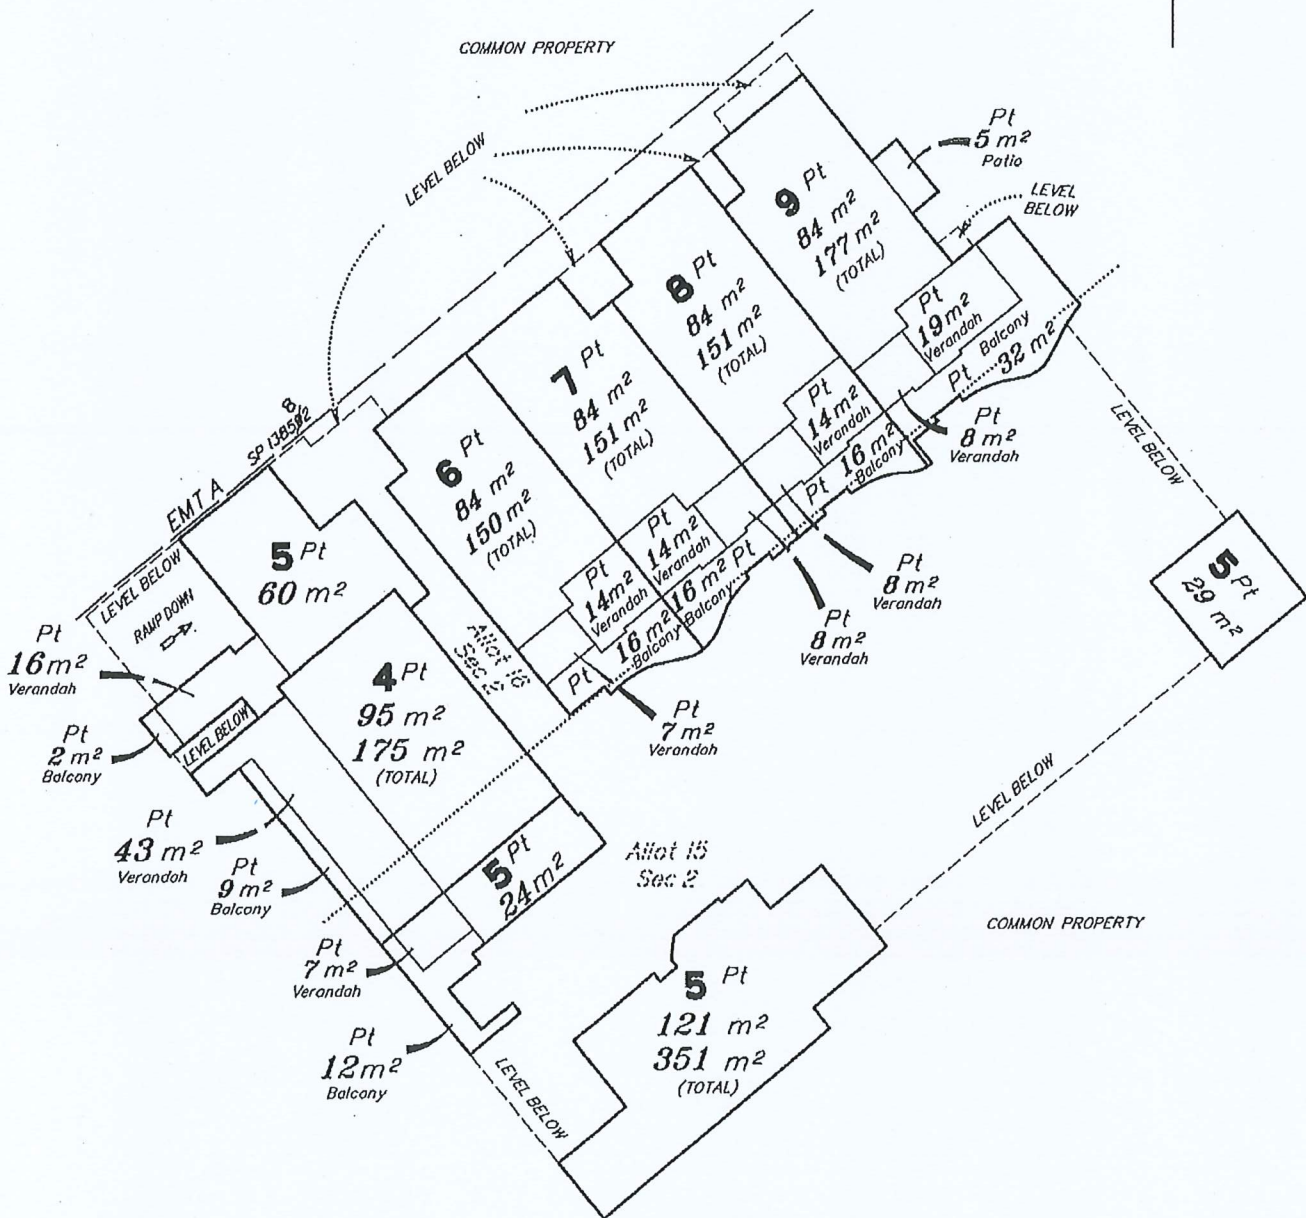 COMMON PROPERTY
LEVEL BELOW
Pt
5 m²
Patio
LEVEL
BELOW
9 Pt
84 m²
177 m²
(TOTAL)
8 Pt
84 m²
151 m²
(TOTAL)
7 Pt
84 m²
151 m²
(TOTAL)
6 Pt
84 m²
150 m²
(TOTAL)
Pt
19 m²
Verandah
Pt
Balcony
32 m²
Pt
8 m²
Verandah
Pt
14 m²
Verandah
Pt
16 m²
Balcony
Pt
8 m²
Verandah
Pt
14 m²
Verandah
Pt
16 m²
Balcony
Pt
8 m²
Verandah
Pt
14 m²
Verandah
Pt
16 m²
Balcony
Pt
7 m²
Verandah
LEVEL BELOW
5 Pt
29 m²
LEVEL BELOW
EMT A
LEVEL BELOW
RAMP DOWN
5 Pt
60 m²
Allot 16
Sec 2
Pt
16 m²
Verandah
Pt
2 m²
Balcony
LEVEL BELOW
4 Pt
95 m²
175 m²
(TOTAL)
Pt
43 m²
Verandah
Pt
9 m²
Balcony
5 Pt
24 m²
Allot 15
Sec 2
Pt
7 m²
Verandah
Pt
12 m²
Balcony
LEVEL BELOW
5 Pt
121 m²
351 m²
(TOTAL)
COMMON PROPERTY